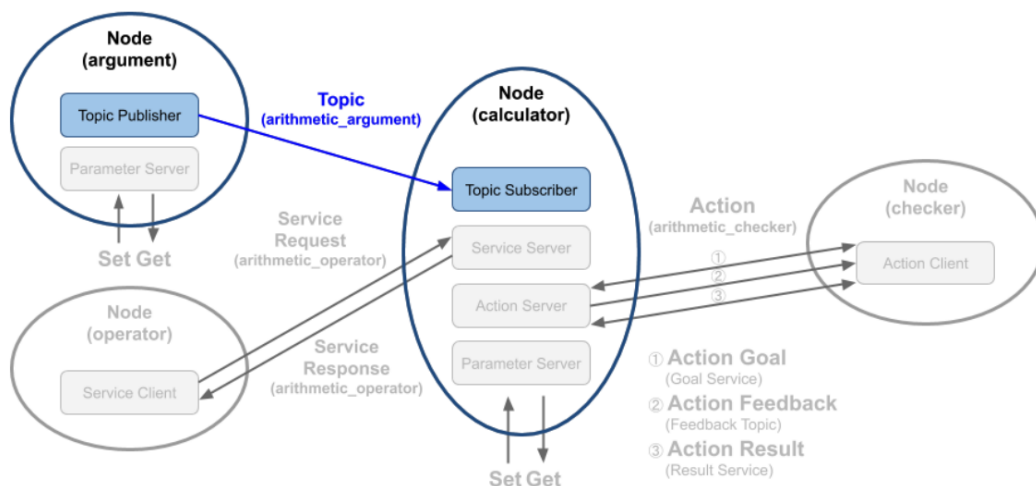 Node
(argument)
Topic Publisher
Parameter Server
Set Get
Topic
(arithmetic_argument)
Node
(calculator)
Topic Subscriber
Service Server
Action Server
Parameter Server
Set Get
Service
Request
(arithmetic_operator)
Service
Response
(arithmetic_operator)
Node
(operator)
Service Client
Action
(arithmetic_checker)
①
②
③
Node
(checker)
Action Client
① Action Goal
(Goal Service)
② Action Feedback
(Feedback Topic)
③ Action Result
(Result Service)